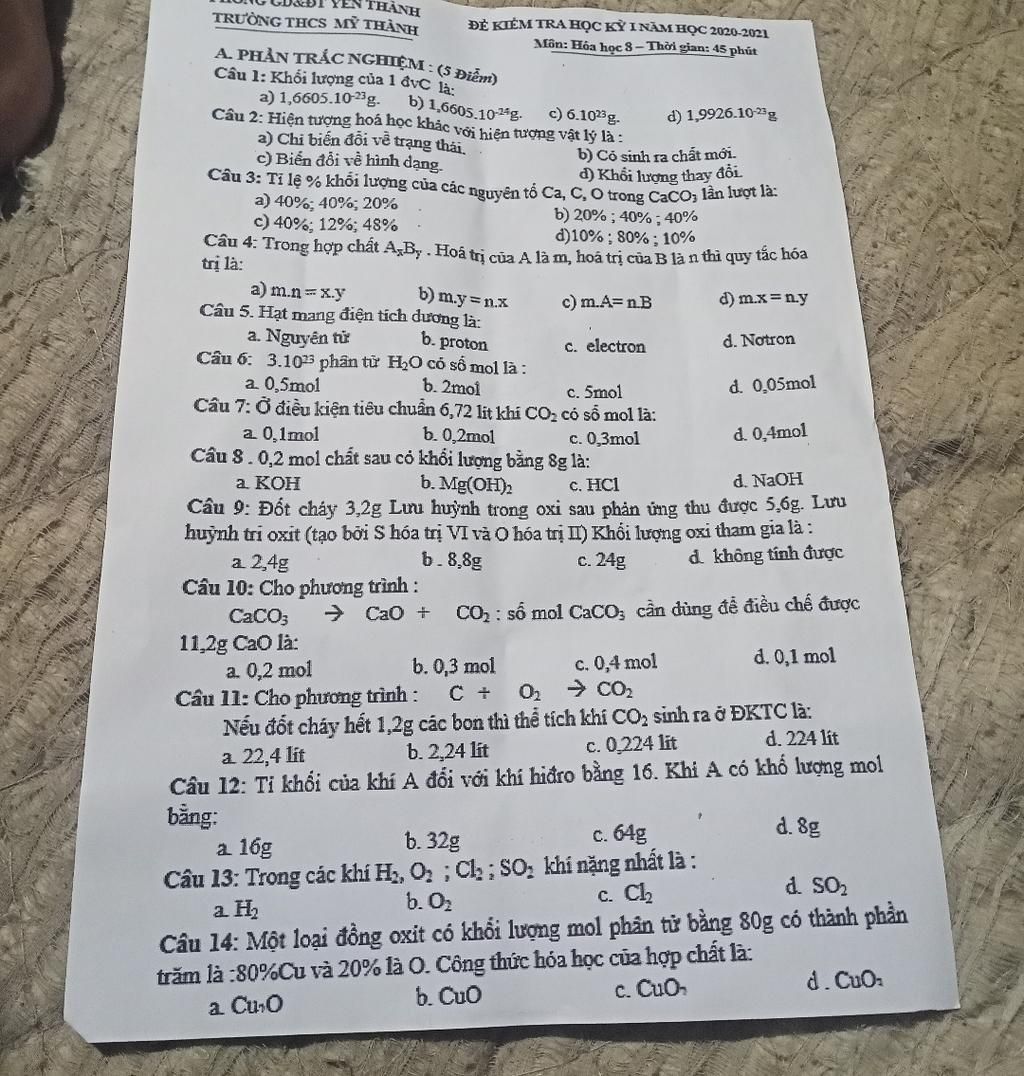 GD&ĐT YÊN THÀNH
TRƯỜNG THCS MỸ THÀNH
ĐỀ KIỂM TRA HỌC KỲ I NĂM HỌC 2020-2021
Môn: Hóa học 8 – Thời gian: 45 phút
A. PHẦN TRẮC NGHIỆM : (5 Điểm)
Câu 1: Khối lượng của 1 đvC là:
a) 1,6605.10⁻²³g. b) 1,6605.10⁻²⁴g. c) 6.10²³g. d) 1,9926.10⁻²³g
Câu 2: Hiện tượng hoá học khác với hiện tượng vật lý là :
a) Chỉ biến đổi về trạng thái. b) Có sinh ra chất mới.
c) Biến đổi về hình dạng. d) Khối lượng thay đổi.
Câu 3: Tỉ lệ % khối lượng của các nguyên tố Ca, C, O trong CaCO₃ lần lượt là:
a) 40%; 40%; 20% b) 20% ; 40% ; 40%
c) 40%; 12%; 48% d)10% ; 80% ; 10%
Câu 4: Trong hợp chất AₓBᵧ . Hoá trị của A là m, hoá trị của B là n thì quy tắc hóa
trị là:
a) m.n = x.y b) m.y = n.x c) m.A= n.B d) m.x = n.y
Câu 5. Hạt mang điện tích dương là:
a. Nguyên tử b. proton c. electron d. Nơtron
Câu 6: 3.10²³ phân tử H₂O có số mol là :
a. 0,5mol b. 2mol c. 5mol d. 0,05mol
Câu 7: Ở điều kiện tiêu chuẩn 6,72 lít khí CO₂ có số mol là:
a. 0,1mol b. 0,2mol c. 0,3mol d. 0,4mol
Câu 8 . 0,2 mol chất sau có khối lượng bằng 8g là:
a. KOH b. Mg(OH)₂ c. HCl d. NaOH
Câu 9: Đốt cháy 3,2g Lưu huỳnh trong oxi sau phản ứng thu được 5,6g. Lưu
huỳnh tri oxit (tạo bởi S hóa trị VI và O hóa trị II) Khối lượng oxi tham gia là :
a. 2,4g b . 8,8g c. 24g d. không tính được
Câu 10: Cho phương trình :
CaCO₃ → CaO + CO₂ : số mol CaCO₃ cần dùng để điều chế được
11,2g CaO là:
a. 0,2 mol b. 0,3 mol c. 0,4 mol d. 0,1 mol
Câu 11: Cho phương trình : C + O₂ → CO₂
Nếu đốt cháy hết 1,2g các bon thì thể tích khí CO₂ sinh ra ở ĐKTC là:
a. 22,4 lít b. 2,24 lít c. 0,224 lít d. 224 lít
Câu 12: Tỉ khối của khí A đối với khí hiđro bằng 16. Khí A có khố lượng mol
bằng:
a. 16g b. 32g c. 64g d. 8g
Câu 13: Trong các khí H₂, O₂ ; Cl₂ ; SO₂ khí nặng nhất là :
a. H₂ b. O₂ c. Cl₂ d. SO₂
Câu 14: Một loại đồng oxit có khối lượng mol phân tử bằng 80g có thành phần
trăm là :80%Cu và 20% là O. Công thức hóa học của hợp chất là:
a. Cu₂O b. CuO c. d .